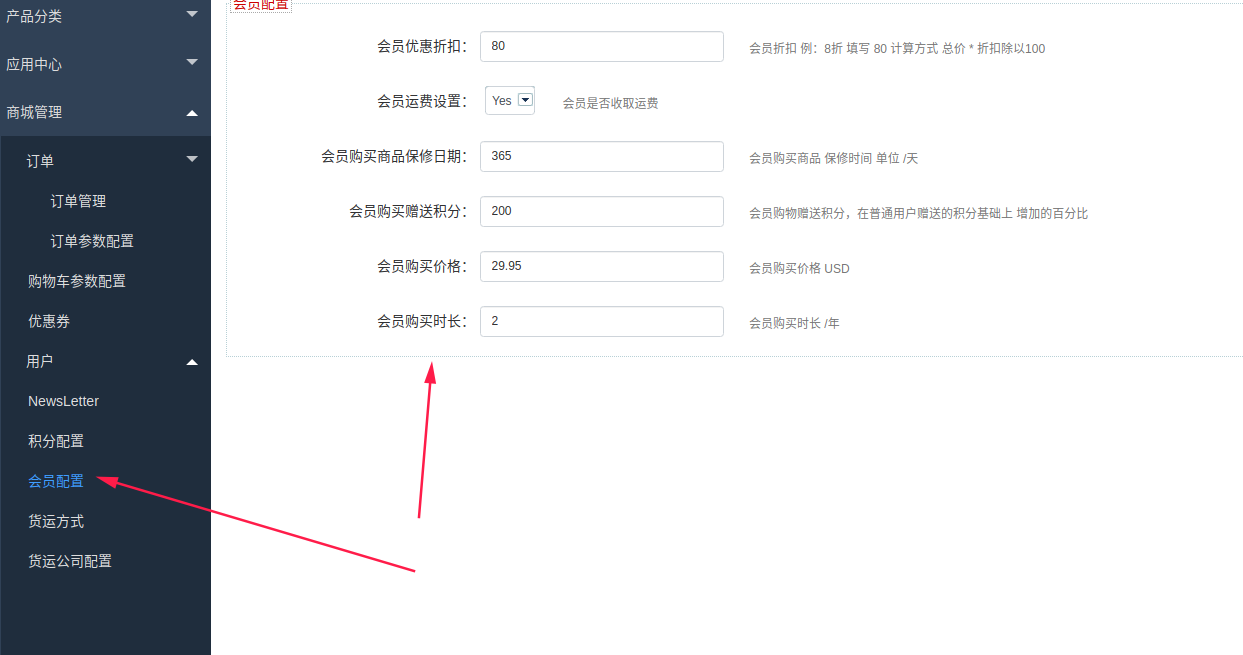 产品分类
应用中心
商城管理
订单
订单管理
订单参数配置
购物车参数配置
优惠券
用户
NewsLetter
积分配置
会员配置
货运方式
货运公司配置
会员配置
会员优惠折扣： 80 会员折扣 例：8折 填写 80 计算方式 总价 * 折扣除以100
会员运费设置： Yes 会员是否收取运费
会员购买商品保修日期： 365 会员购买商品 保修时间 单位 /天
会员购买赠送积分： 200 会员购物赠送积分，在普通用户赠送的积分基础上 增加的百分比
会员购买价格： 29.95 会员购买价格 USD
会员购买时长： 2 会员购买时长 /年